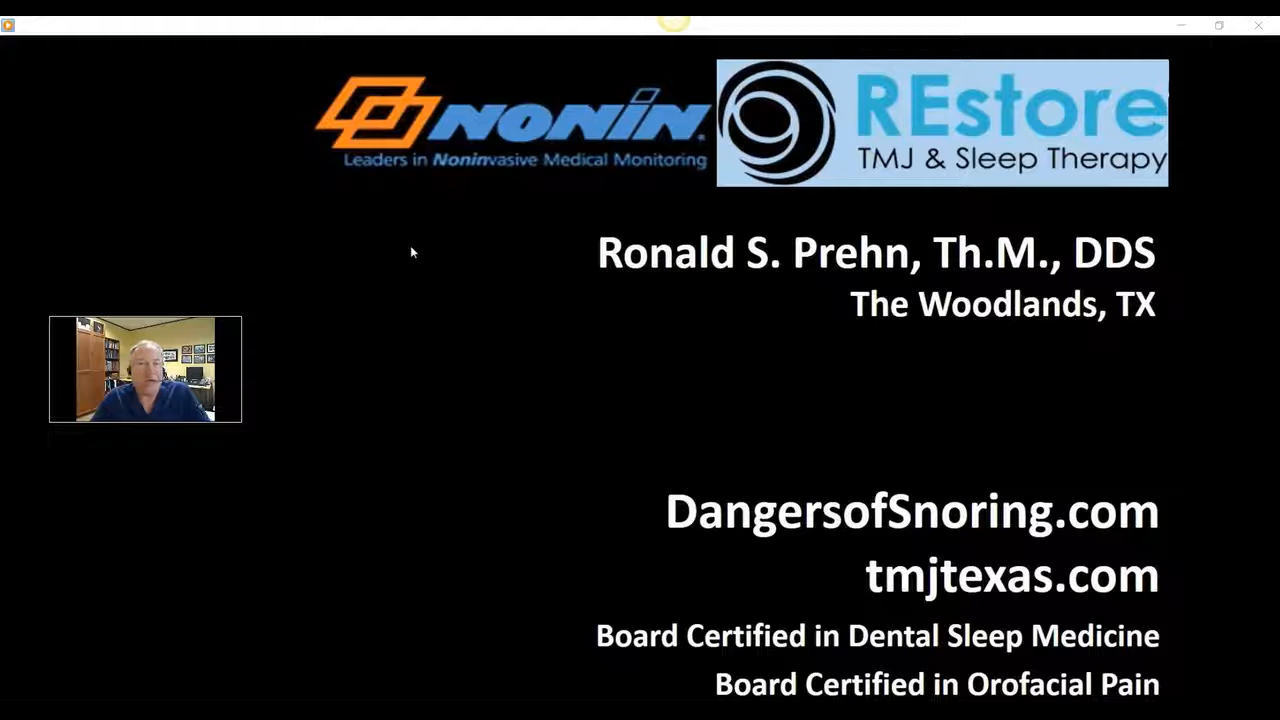 NONIN.
Leaders in Noninvasive Medical Monitoring
REstore
TMJ & Sleep Therapy
Ronald S. Prehn, Th.M., DDS
The Woodlands, TX
DangersofSnoring.com
tmjtexas.com
Board Certified in Dental Sleep Medicine
Board Certified in Orofacial Pain